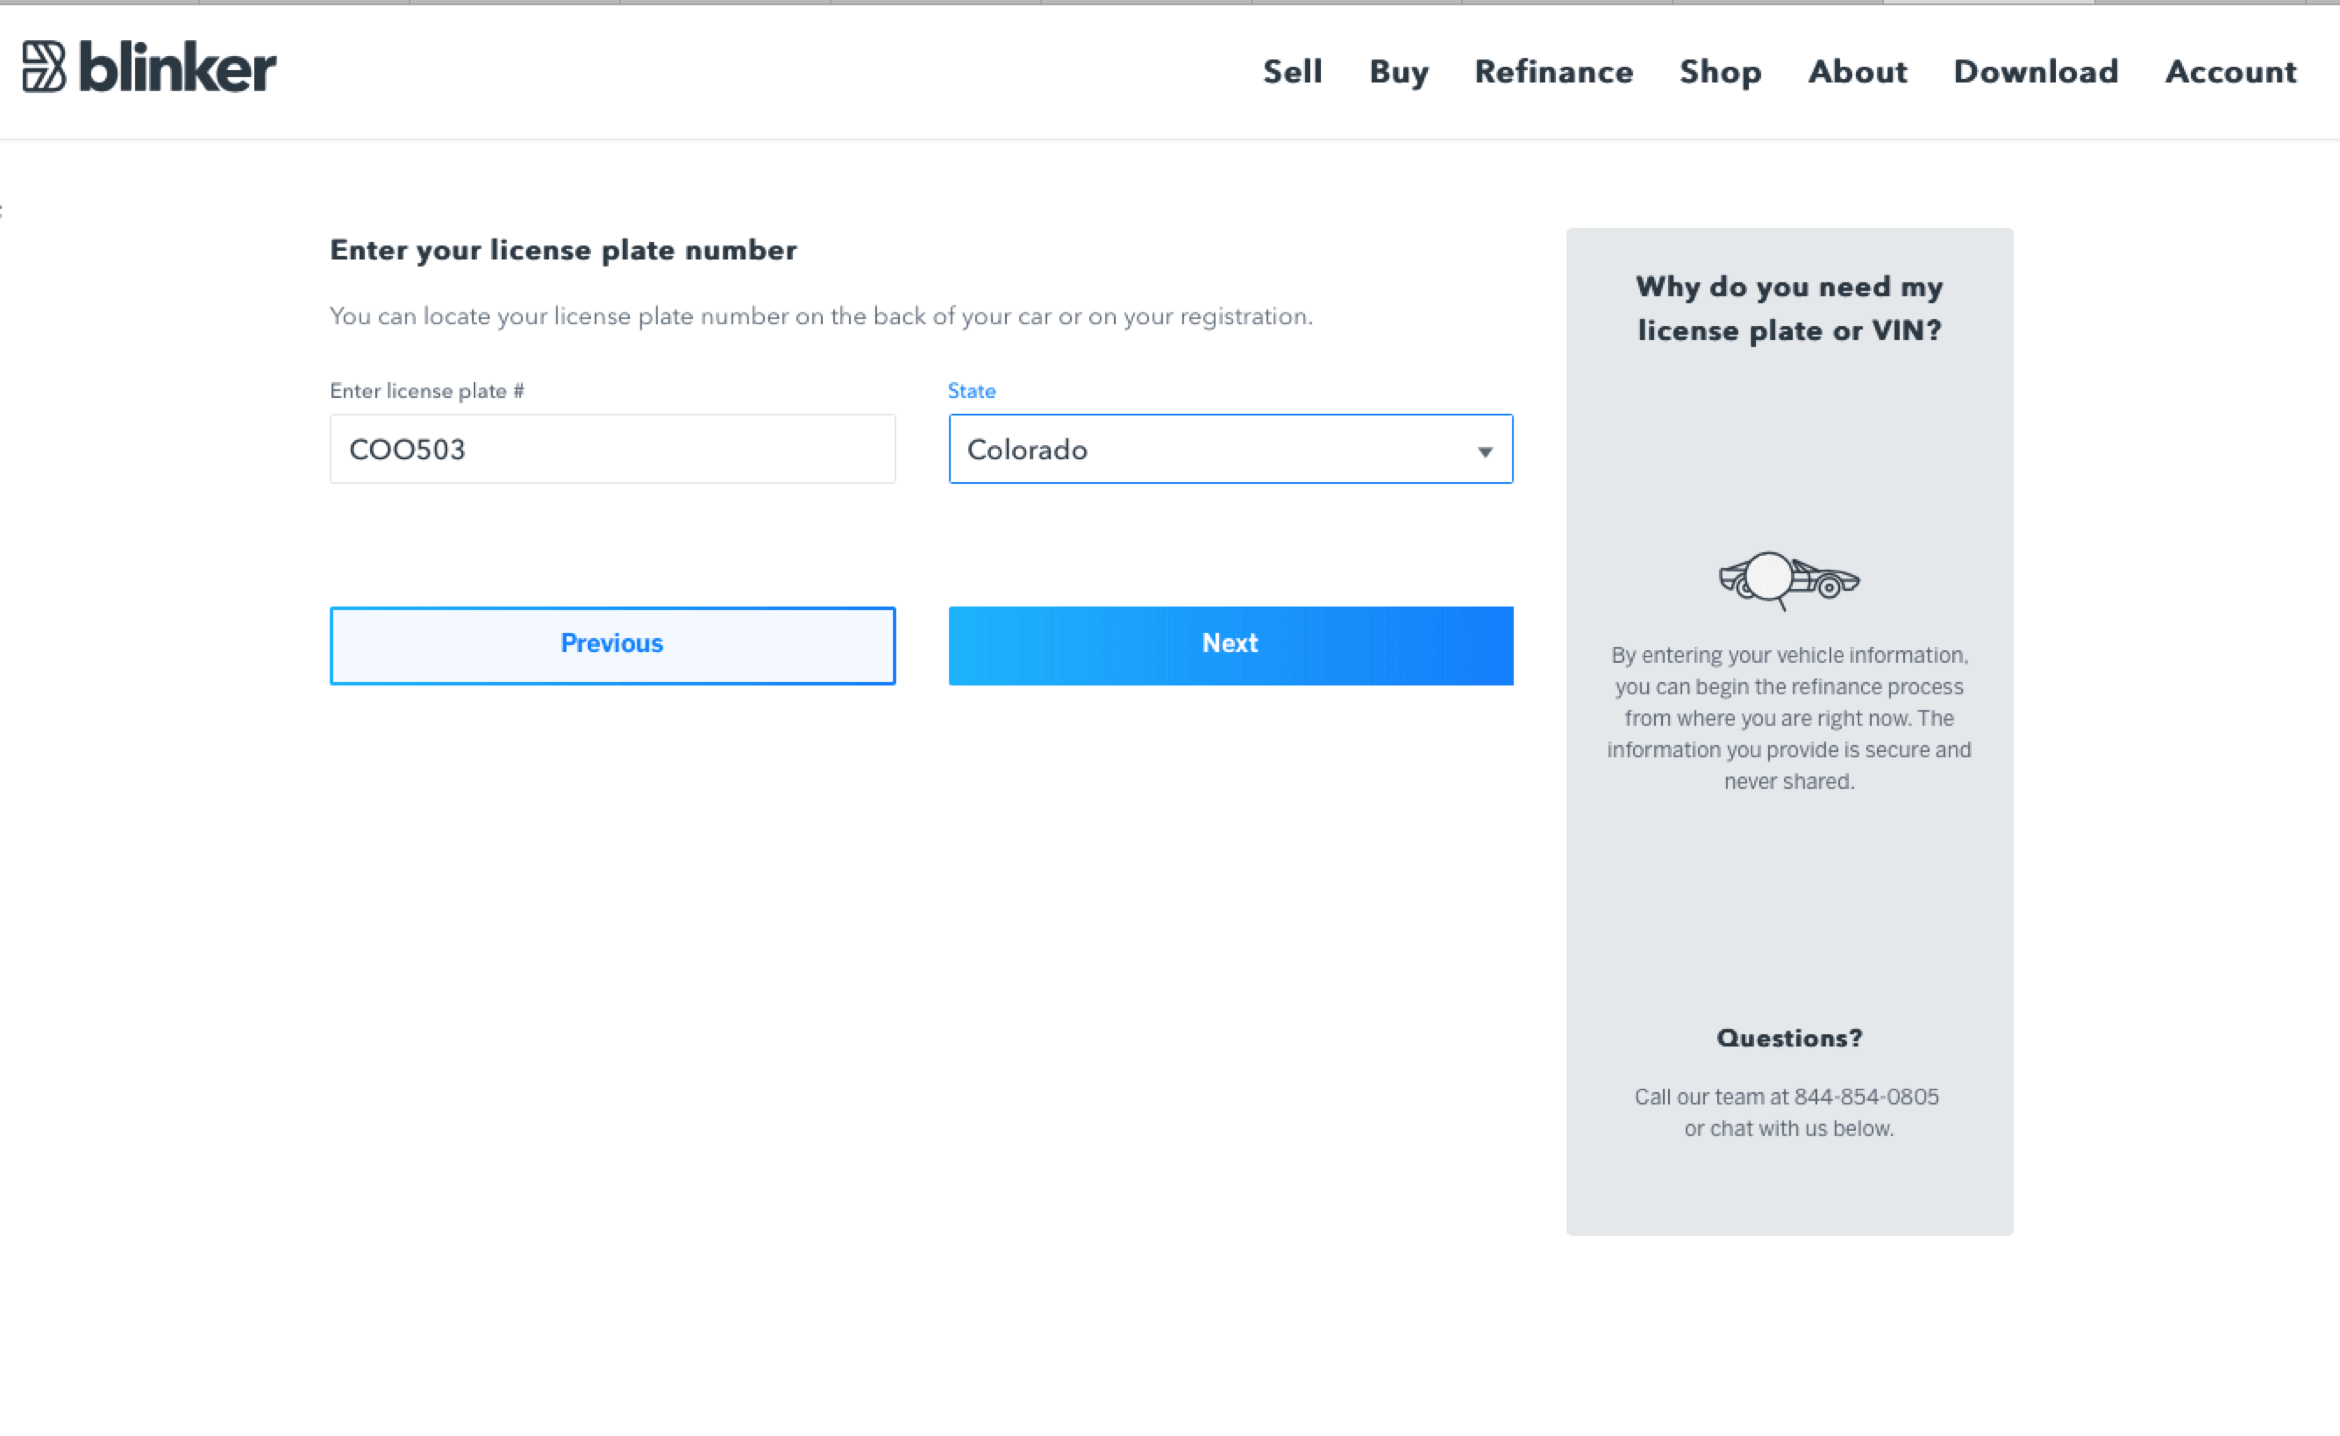 blinker
Sell Buy Refinance Shop About Download Account
Enter your license plate number
You can locate your license plate number on the back of your car or on your registration.
Enter license plate #
State
COO503
Colorado
Previous
Next
Why do you need my
license plate or VIN?
By entering your vehicle information,
you can begin the refinance process
from where you are right now. The
information you provide is secure and
never shared.
Questions?
Call our team at 844-854-0805
or chat with us below.